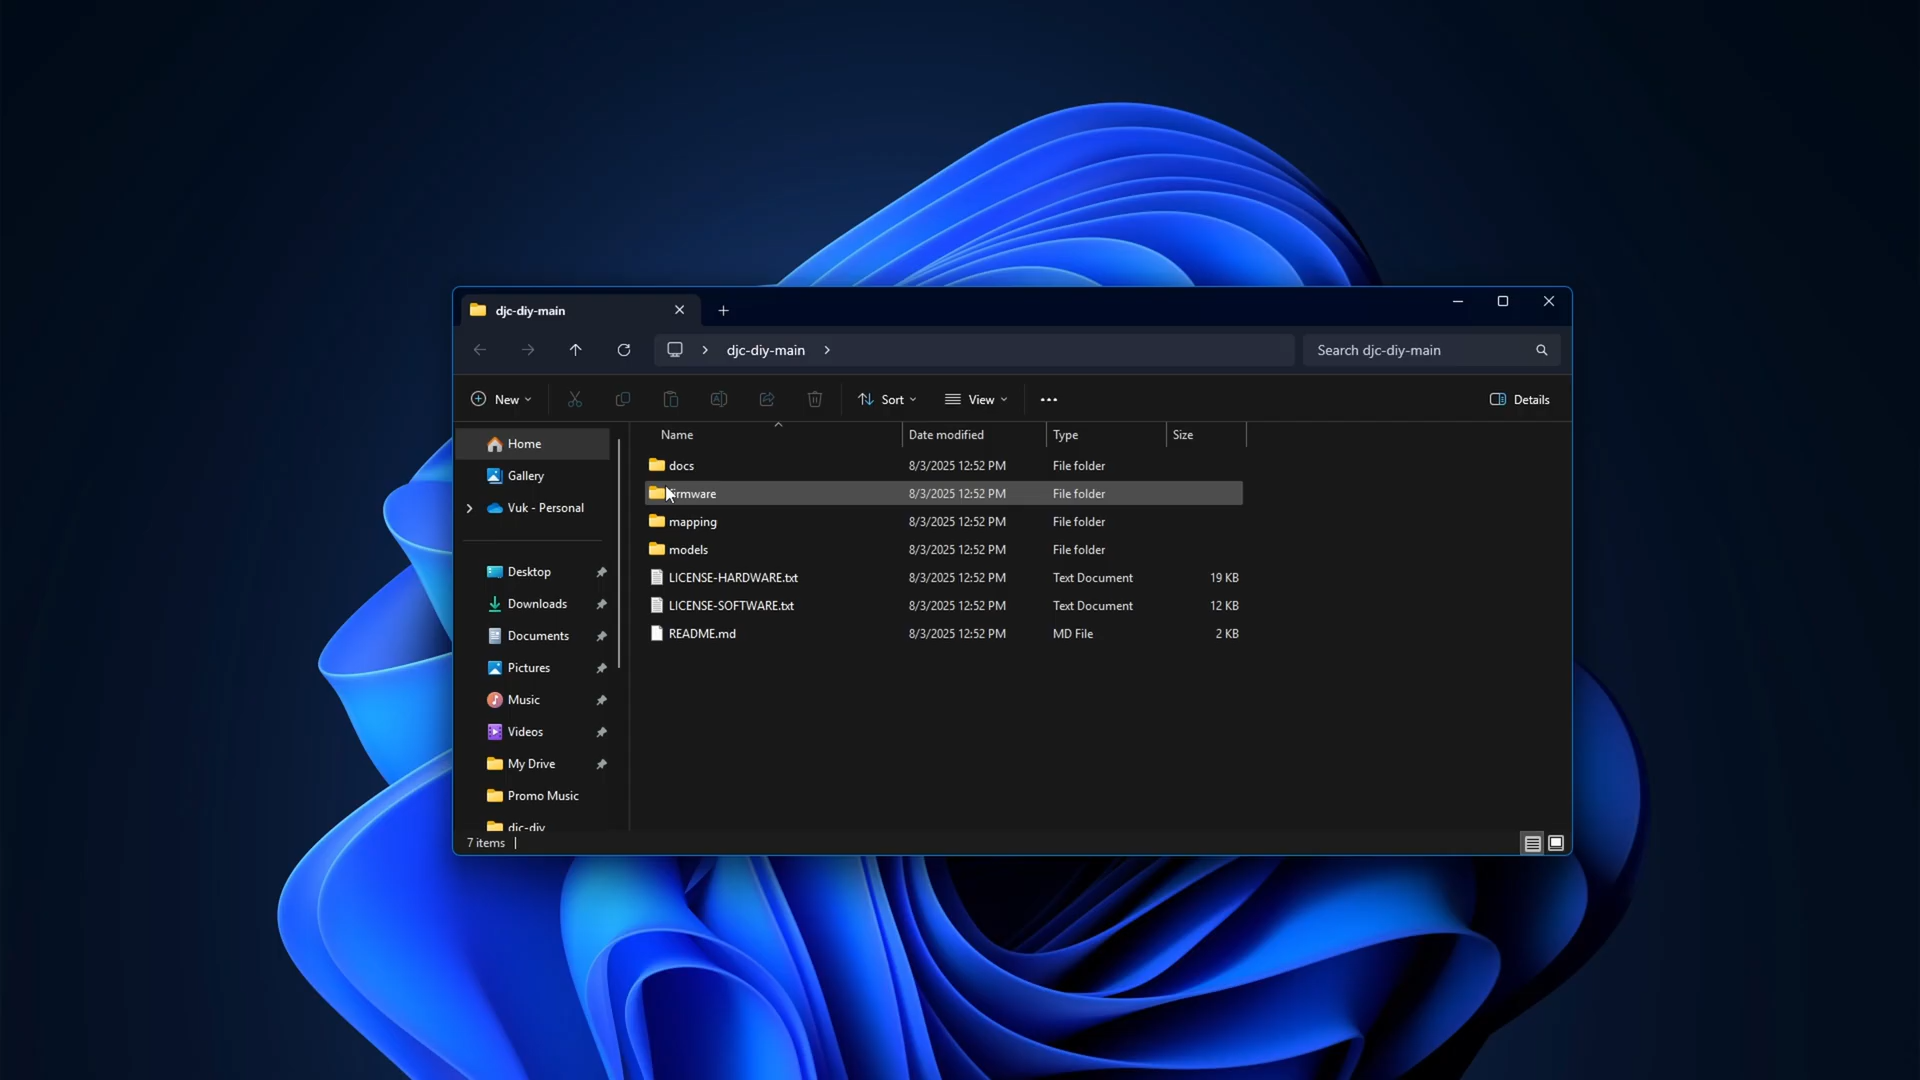 djc-diy-main
djc-diy-main
Search djc-diy-main
New
Sort
View
Details
Home
Gallery
Vuk - Personal
Desktop
Downloads
Documents
Pictures
Music
Videos
My Drive
Promo Music
djc-diy
Name Date modified Type Size
docs 8/3/2025 12:52 PM File folder
firmware 8/3/2025 12:52 PM File folder
mapping 8/3/2025 12:52 PM File folder
models 8/3/2025 12:52 PM File folder
LICENSE-HARDWARE.txt 8/3/2025 12:52 PM Text Document 19 KB
LICENSE-SOFTWARE.txt 8/3/2025 12:52 PM Text Document 12 KB
README.md 8/3/2025 12:52 PM MD File 2 KB
7 items